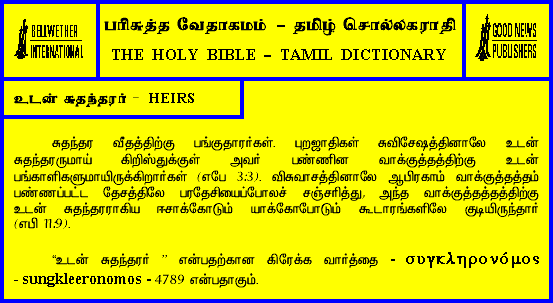 BELLWETHER
INTERNATIONAL
பரிசுத்த வேதாகமம் – தமிழ் சொல்லகராதி
THE HOLY BIBLE – TAMIL DICTIONARY
GOOD NEWS
PUBLISHERS
உடன் சுதந்தரர் – HEIRS
சுதந்தர வீதத்திற்கு பங்குதாரர்கள். புறஜாதிகள் சுவிசேஷத்தினாலே உடன்
சுதந்தரருமாய் கிறிஸ்துக்குள் அவர் பண்ணின வாக்குத்தத்திற்கு உடன்
பங்காளிகளுமாயிருக்கிறார்கள் (எபே 3:3). விசுவாசத்தினாலே ஆபிரகாம் வாக்குத்தத்தம்
பண்ணப்பட்ட தேசத்திலே பரதேசியைப்போலச் சஞ்சரித்து, அந்த வாக்குத்தத்தத்திற்கு
உடன் சுதந்தரராகிய ஈசாக்கோடும் யாக்கோபோடும் கூடாரங்களிலே குடியிருந்தார்
(எபி 11:9).
“உடன் சுதந்தரர் ” என்பதற்கான கிரேக்க வார்த்தை - συγκληρονόμος
- sungkleeronomos - 4789 என்பதாகும்.